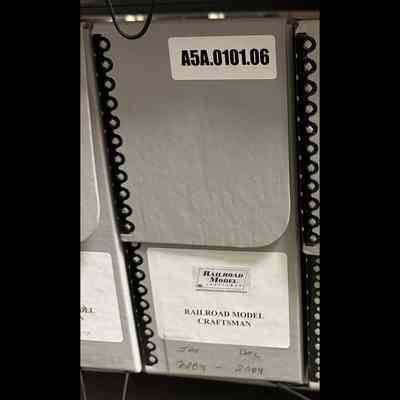 A5A.0101.06
RAILROAD
MODEL
CRAFTSMAN
RAILROAD MODEL
CRAFTSMAN
Jan Dec
2004 - 2004